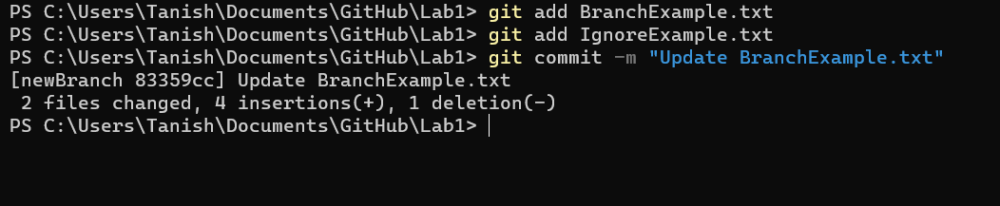 PS C:\Users\Tanish\Documents\GitHub\Lab1> git add BranchExample.txt
PS C:\Users\Tanish\Documents\GitHub\Lab1> git add IgnoreExample.txt
PS C:\Users\Tanish\Documents\GitHub\Lab1> git commit -m "Update BranchExample.txt"
[newBranch 83359cc] Update BranchExample.txt
 2 files changed, 4 insertions(+), 1 deletion(-)
PS C:\Users\Tanish\Documents\GitHub\Lab1>